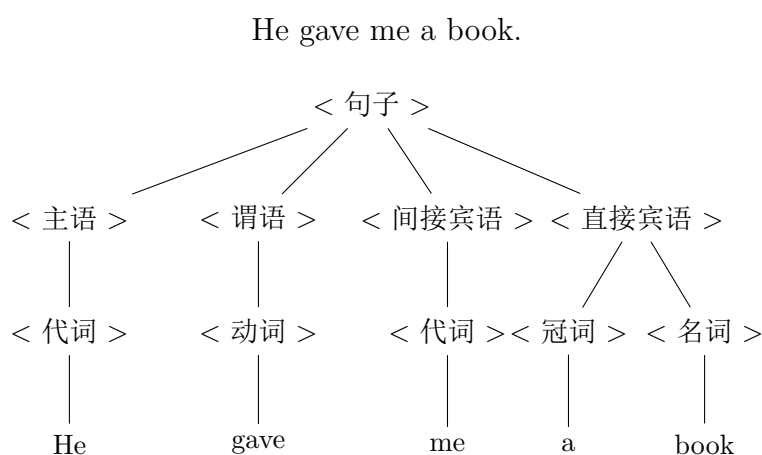 He gave me a book.
< 句子 >
< 主语 > < 谓语 > < 间接宾语 > < 直接宾语 >
< 代词 > < 动词 > < 代词 > < 冠词 > < 名词 >
He gave me a book